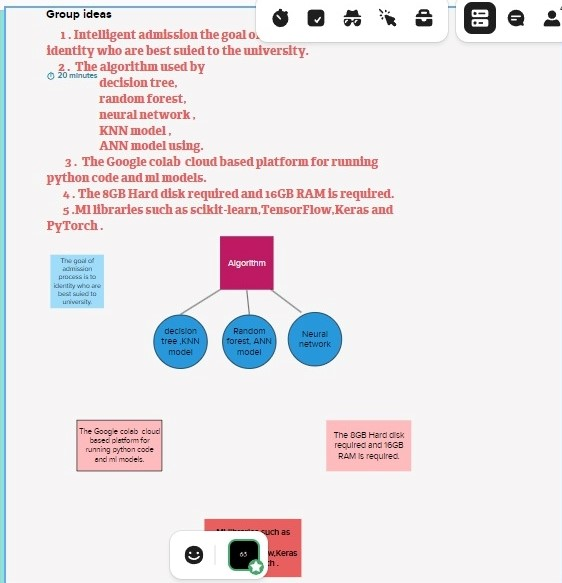 Group ideas
1. Intelligent admission the goal
identity who are best suied to the university.
2. The algorithm used by
20 minutes
decision tree,
random forest,
neural network ,
KNN model ,
ANN model using.
3. The Google colab cloud based platform for running
python code and ml models.
4. The 8GB Hard disk required and 16GB RAM is required.
5 .Ml libraries such as scikit-learn,TensorFlow,Keras and
PyTorch .
Algorithm
The goal of
admission
process is to
identity who are
best suied to
university.
decision
tree ,KNN
model
Random
forest, ANN
model
Neural
network
The Google colab cloud
based platform for
running python code
and ml models.
The 8GB Hard disk
required and 16GB
RAM is required.
such as
w,Keras
65